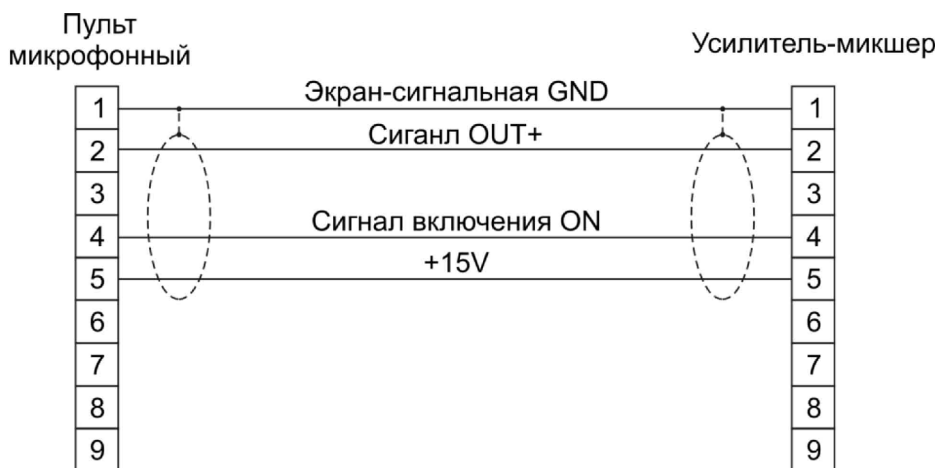 Пульт
микрофонный
Усилитель-микшер
1 Экран-сигнальная GND 1
2 Сиганл OUT+ 2
3 3
4 Сигнал включения ON 4
5 +15V 5
6 6
7 7
8 8
9 9